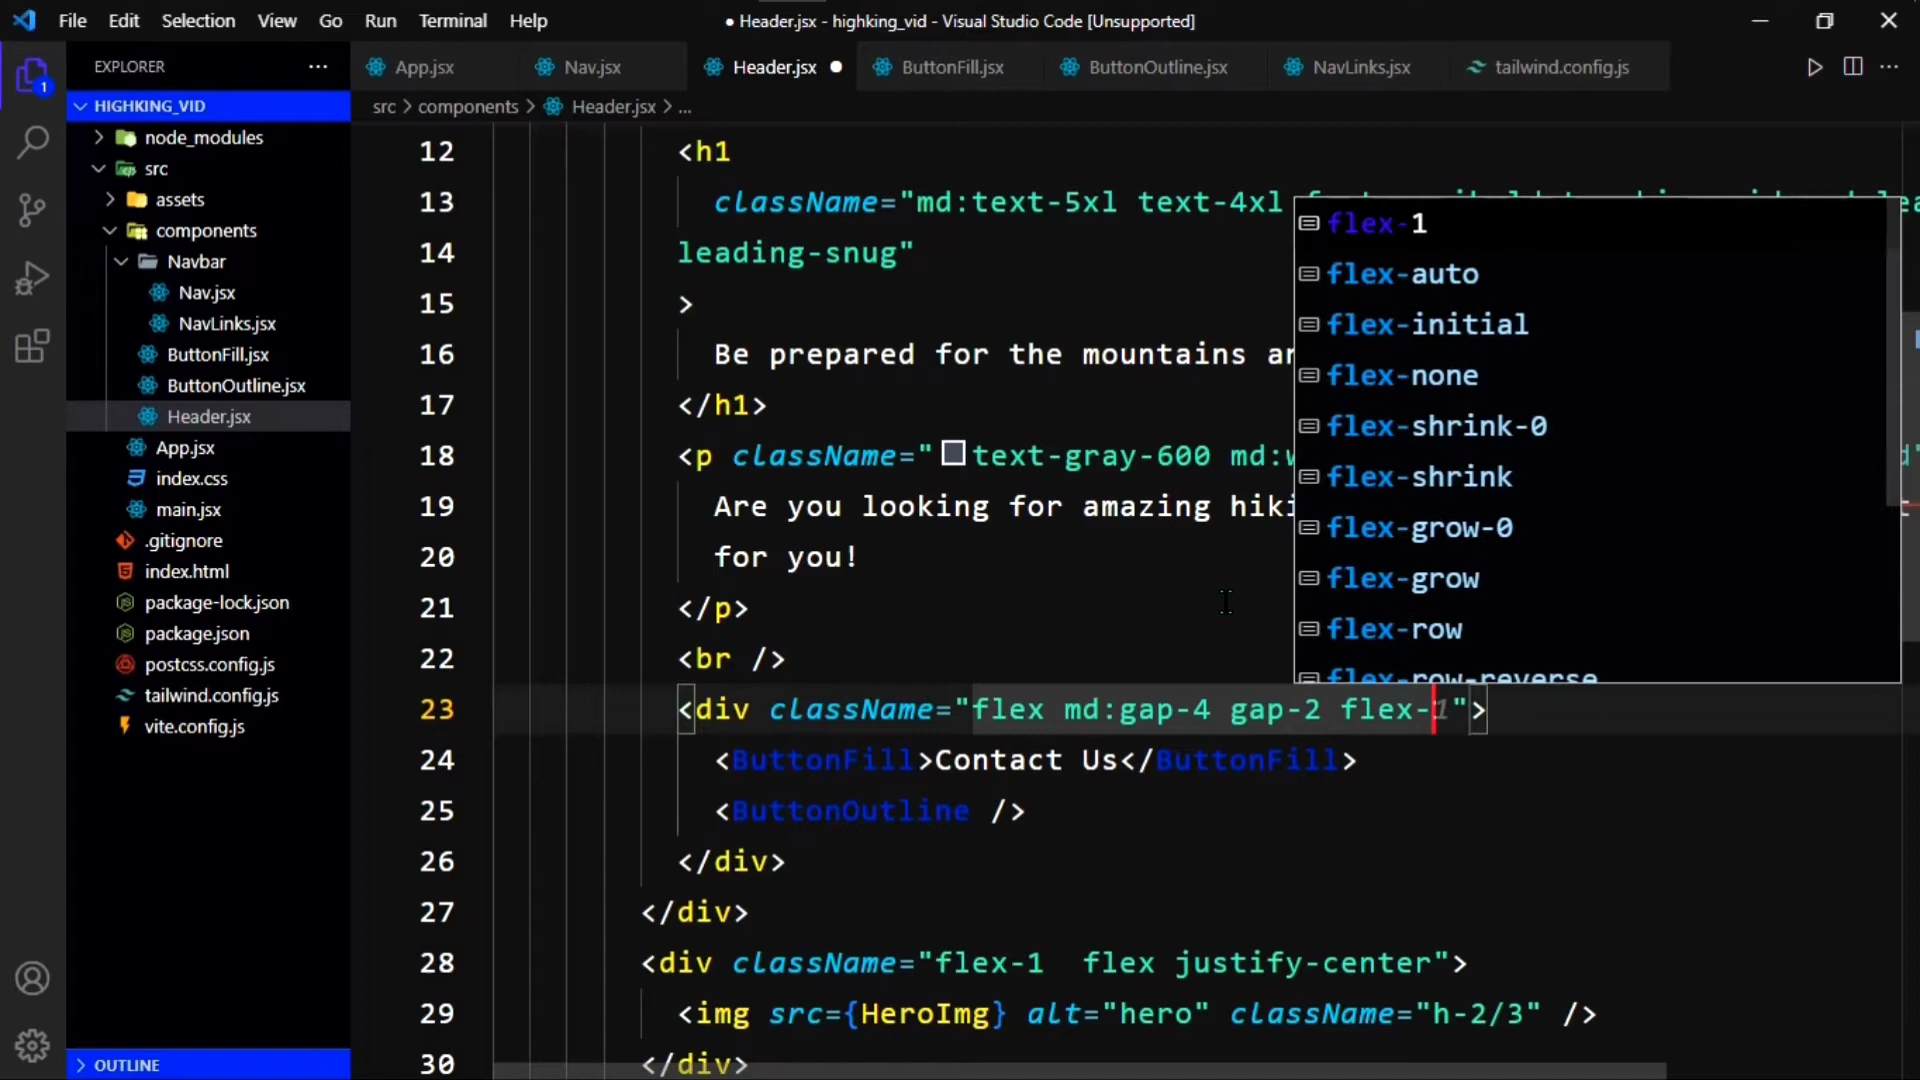 File Edit Selection View Go Run Terminal Help
● Header.jsx - highking_vid - Visual Studio Code [Unsupported]
EXPLORER
App.jsx
Nav.jsx
Header.jsx
ButtonFill.jsx
ButtonOutline.jsx
NavLinks.jsx
tailwind.config.js
1
HIGHKING_VID
node_modules
src
assets
components
Navbar
Nav.jsx
NavLinks.jsx
ButtonFill.jsx
ButtonOutline.jsx
Header.jsx
App.jsx
index.css
main.jsx
.gitignore
index.html
package-lock.json
package.json
postcss.config.js
tailwind.config.js
vite.config.js
OUTLINE
src > components > Header.jsx > ...
12 <h1
13 className="md:text-5xl text-4xl
14 leading-snug"
15 >
16 Be prepared for the mountains
17 </h1>
18 <p className="text-gray-600
19 Are you looking for amazing
20 for you!
21 </p>
22 <br />
23 <div className="flex md:gap-4 gap-2 flex-1">
24 <ButtonFill>Contact Us</ButtonFill>
25 <ButtonOutline />
26 </div>
27 </div>
28 <div className="flex-1  flex justify-center">
29 <img src={HeroImg} alt="hero" className="h-2/3" />
30 </div>
flex-1
flex-auto
flex-initial
flex-none
flex-shrink-0
flex-shrink
flex-grow-0
flex-grow
flex-row
flex-row-reverse